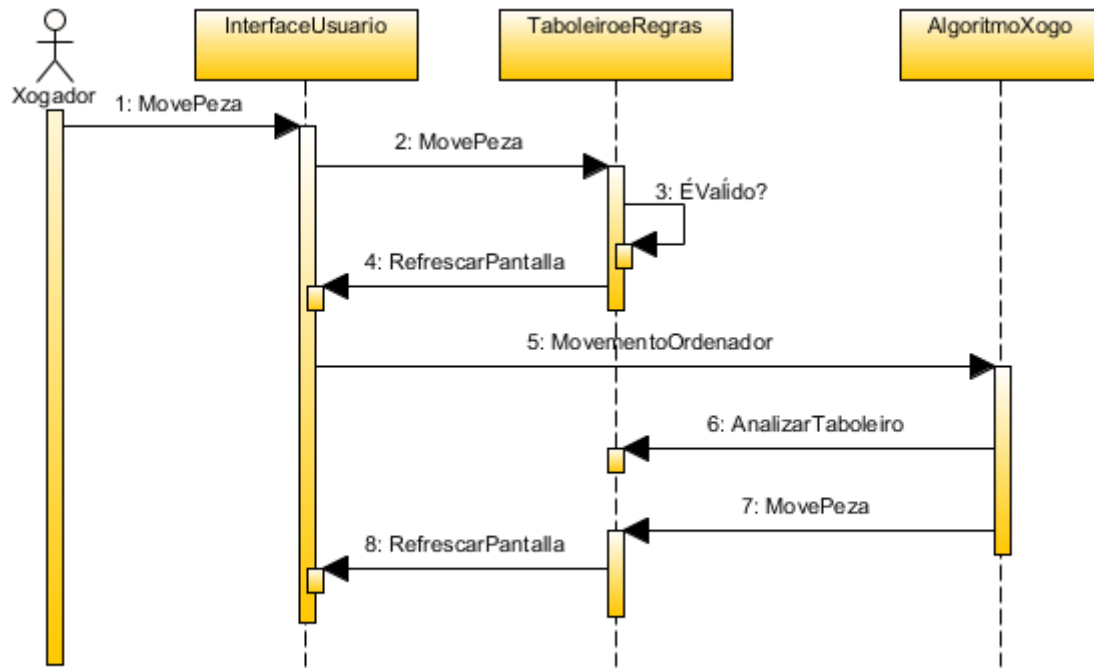 InterfaceUsuario
TaboleiroeRegras
AlgoritmoXogo
Xogador
1: MovePeza
2: MovePeza
3: ÉValído?
4: RefrescarPantalla
5: MovementoOrdenador
6: AnalizarTaboleiro
7: MovePeza
8: RefrescarPantalla